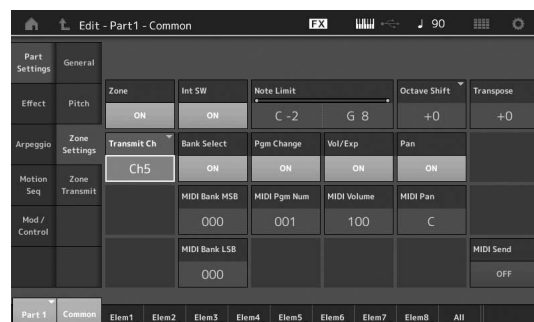 Edit - Part1 - Common FX ♩ 90
Part Settings General
Zone Int SW Note Limit Octave Shift Transpose
Effect Pitch ON ON C -2 G 8 +0 +0
Arpeggio Zone Settings Transmit Ch Bank Select Pgm Change Vol/Exp Pan
Ch5 ON ON ON ON
Motion Seq Zone Transmit
MIDI Bank MSB MIDI Pgm Num MIDI Volume MIDI Pan
000 001 100 C
Mod / Control
MIDI Bank LSB MIDI Send
000 OFF
Part 1 Common Elem1 Elem2 Elem3 Elem4 Elem5 Elem6 Elem7 Elem8 All